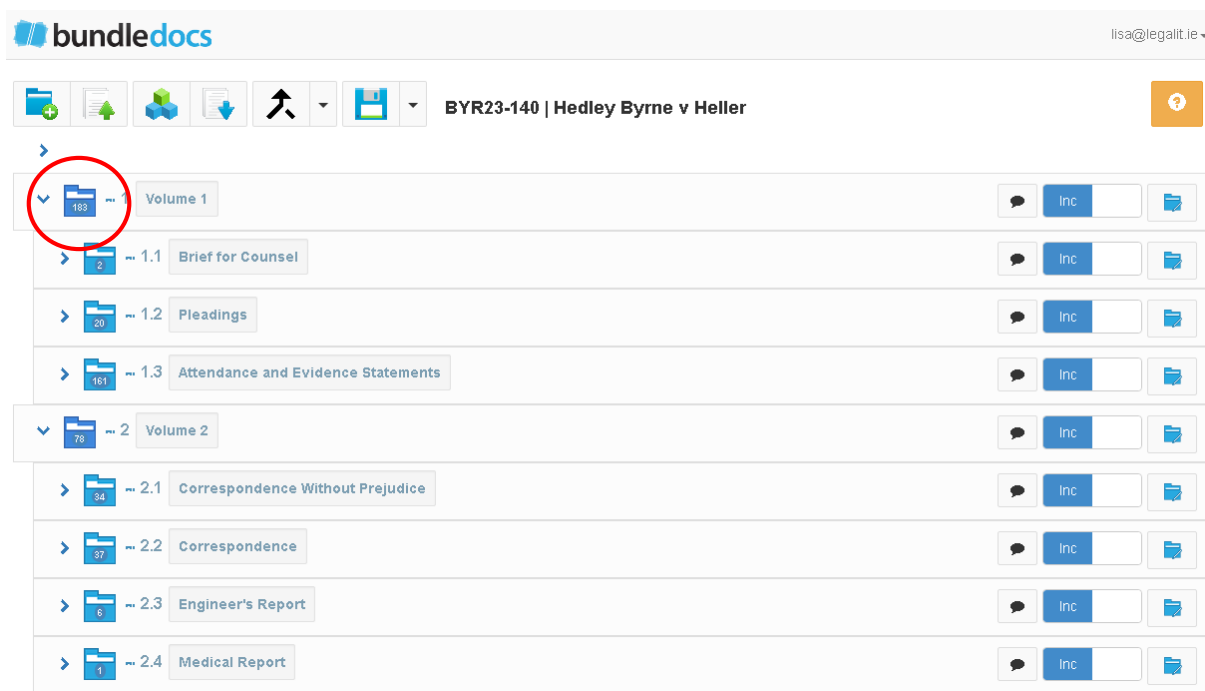 bundledocs lisa@legalit.ie
BYR23-140 | Hedley Byrne v Heller ?
183 1 Volume 1 Inc
2 1.1 Brief for Counsel Inc
20 1.2 Pleadings Inc
161 1.3 Attendance and Evidence Statements Inc
78 2 Volume 2 Inc
34 2.1 Correspondence Without Prejudice Inc
37 2.2 Correspondence Inc
6 2.3 Engineer's Report Inc
1 2.4 Medical Report Inc